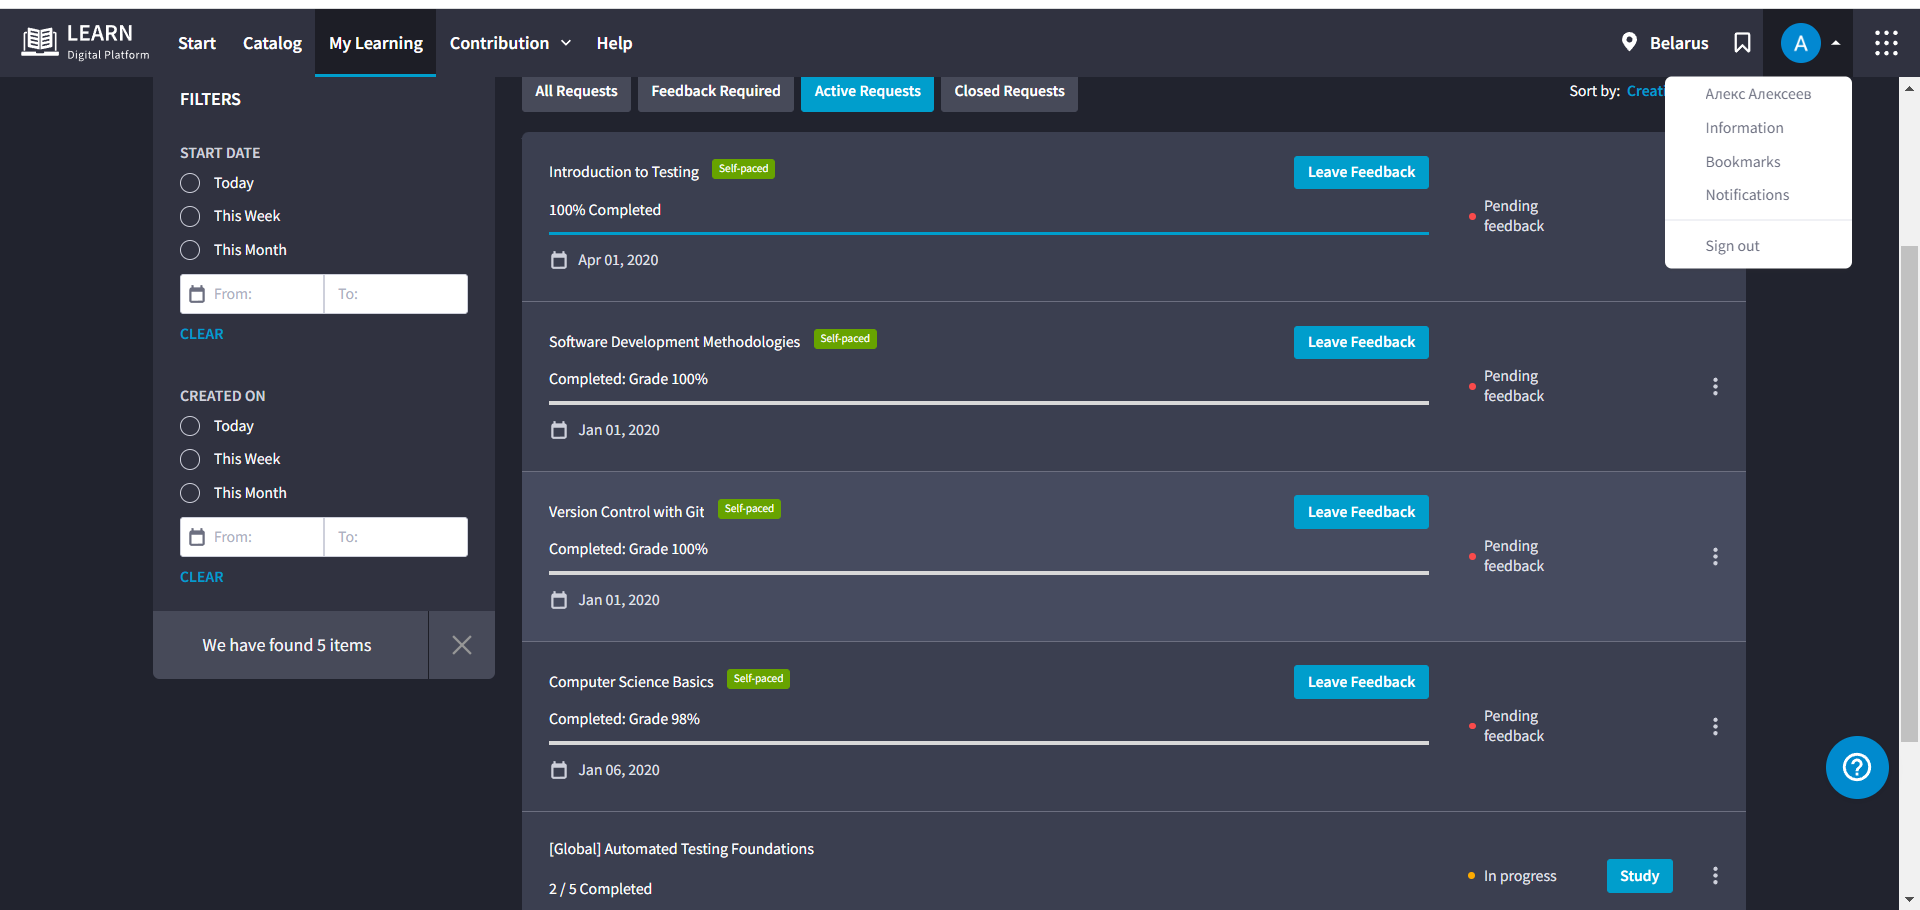 LEARN
Digital Platform
Start
Catalog
My Learning
Contribution
Help
Belarus
A
Алекс Алексеев
Information
Bookmarks
Notifications
Sign out
FILTERS
START DATE
Today
This Week
This Month
From:
To:
CLEAR
CREATED ON
Today
This Week
This Month
From:
To:
CLEAR
We have found 5 items
All Requests
Feedback Required
Active Requests
Closed Requests
Sort by:
Introduction to Testing
Self-paced
Leave Feedback
100% Completed
Pending
feedback
Apr 01, 2020
Software Development Methodologies
Self-paced
Leave Feedback
Completed: Grade 100%
Pending
feedback
Jan 01, 2020
Version Control with Git
Self-paced
Leave Feedback
Completed: Grade 100%
Pending
feedback
Jan 01, 2020
Computer Science Basics
Self-paced
Leave Feedback
Completed: Grade 98%
Pending
feedback
Jan 06, 2020
[Global] Automated Testing Foundations
2 / 5 Completed
In progress
Study
?